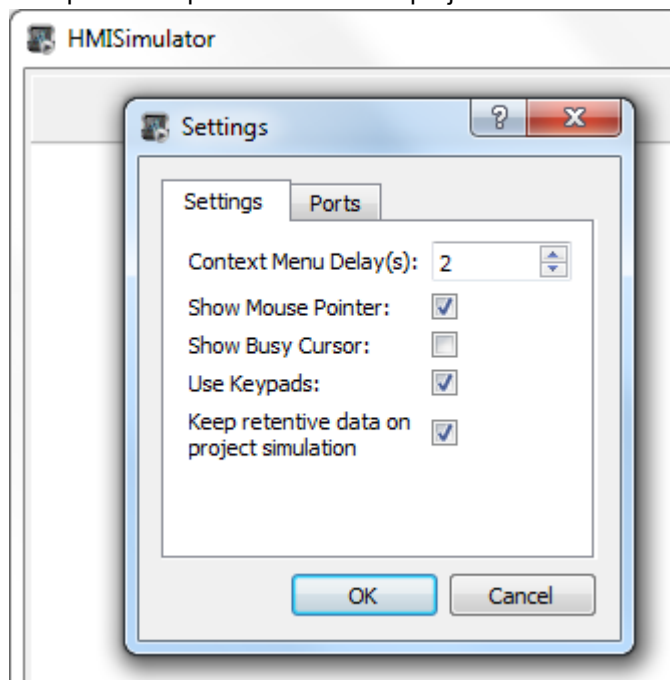 HMISimulator
Settings
Settings Ports
Context Menu Delay(s): 2
Show Mouse Pointer:
Show Busy Cursor:
Use Keypads:
Keep retentive data on
project simulation
OK Cancel